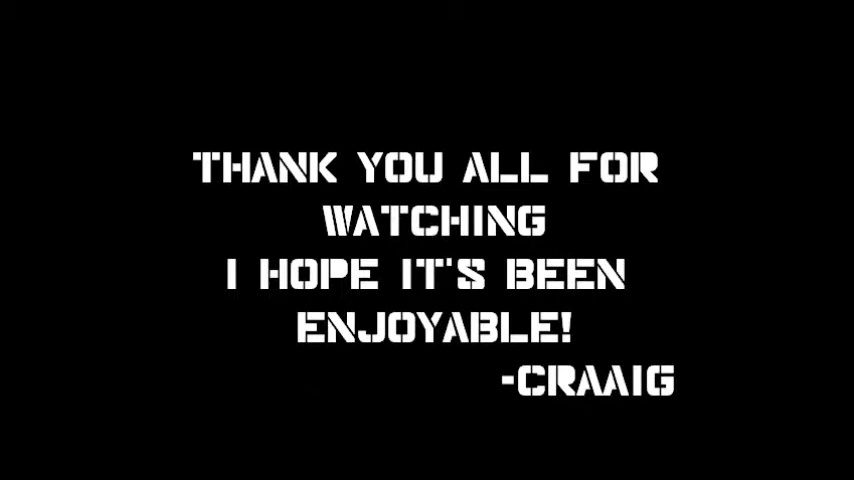 THANK YOU ALL FOR
WATCHING
I HOPE IT'S BEEN
ENJOYABLE!
-CRAAIG